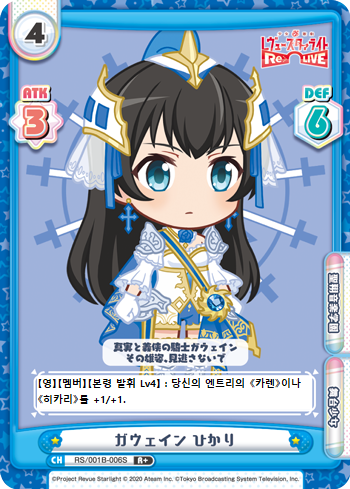 4
少女☆歌劇
レヴュースタァライト
Re LIVE
ATK
3
DEF
6
聖翔音楽学園
舞台少女
真実と義憤の騎士ガウェイン
その雄姿、見逃さないで
[영][멤버][본령 발휘 Lv4] : 당신의 엔트리의 《카렌》이나
《히카리》를 +1/+1.
ガウェイン ひかり
CH RS/001B-006S R+
©Project Revue Starlight © 2020 Ateam Inc. ©Tokyo Broadcasting System Television, Inc.